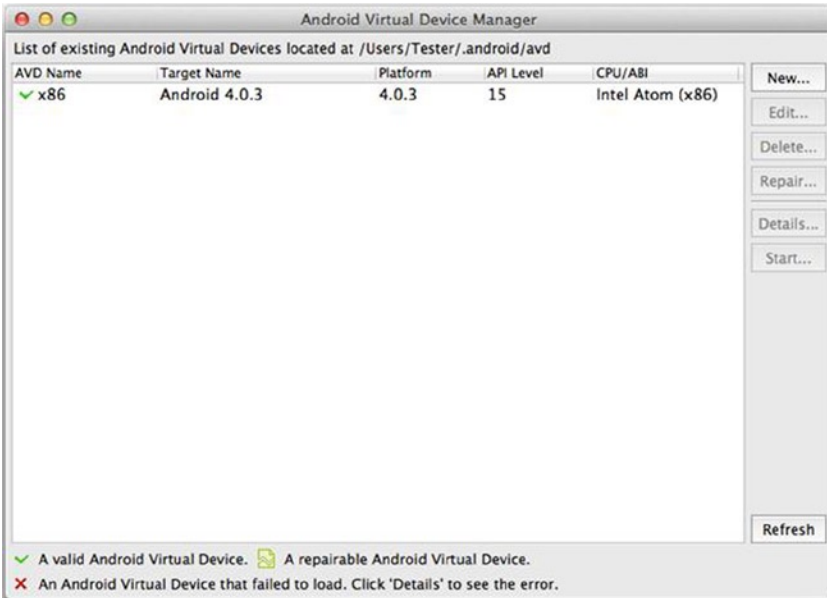 Android Virtual Device Manager
List of existing Android Virtual Devices located at /Users/Tester/.android/avd
AVD Name Target Name Platform API Level CPU/ABI
x86 Android 4.0.3 4.0.3 15 Intel Atom (x86)
New...
Edit...
Delete...
Repair...
Details...
Start...
Refresh
A valid Android Virtual Device. A repairable Android Virtual Device.
X An Android Virtual Device that failed to load. Click 'Details' to see the error.